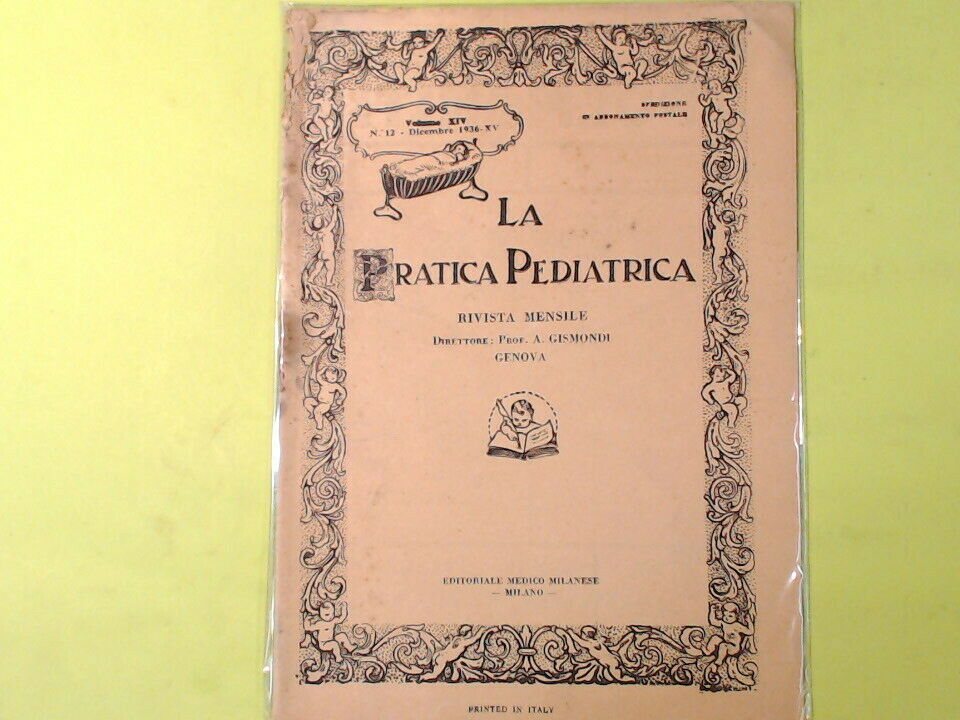 Volume XIV
N.° 12 - Dicembre 1936-XV
SPEDIZIONE
IN ABBONAMENTO POSTALE
LA
PRATICA PEDIATRICA
RIVISTA MENSILE
DIRETTORE: PROF. A. GISMONDI
GENOVA
EDITORIALE MEDICO MILANESE
— MILANO —
PRINTED IN ITALY